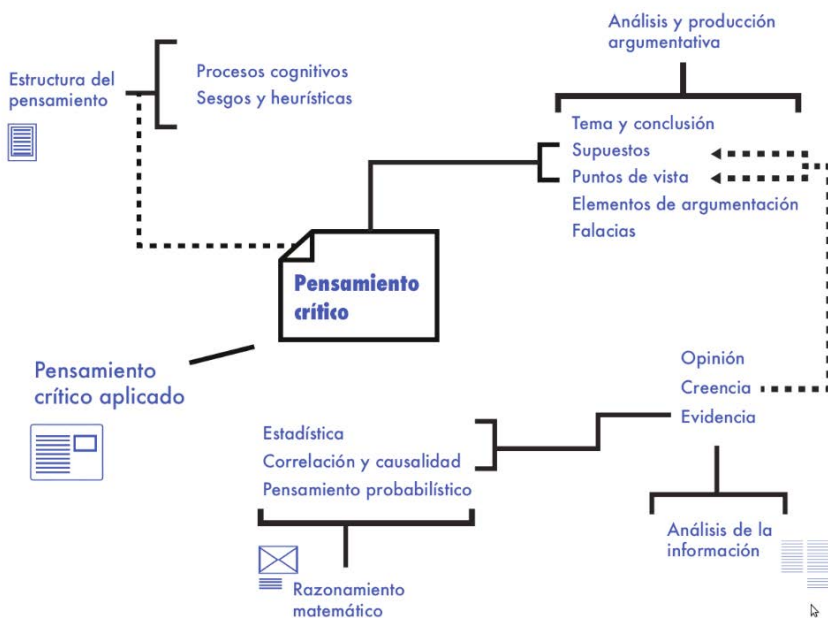 Análisis y producción
argumentativa
Estructura del
pensamiento
Procesos cognitivos
Sesgos y heurísticas
Tema y conclusión
Supuestos
Puntos de vista
Elementos de argumentación
Falacias
Pensamiento
crítico
Pensamiento
crítico aplicado
Opinión
Creencia
Evidencia
Estadística
Correlación y causalidad
Pensamiento probabilístico
Análisis de la
información
Razonamiento
matemático